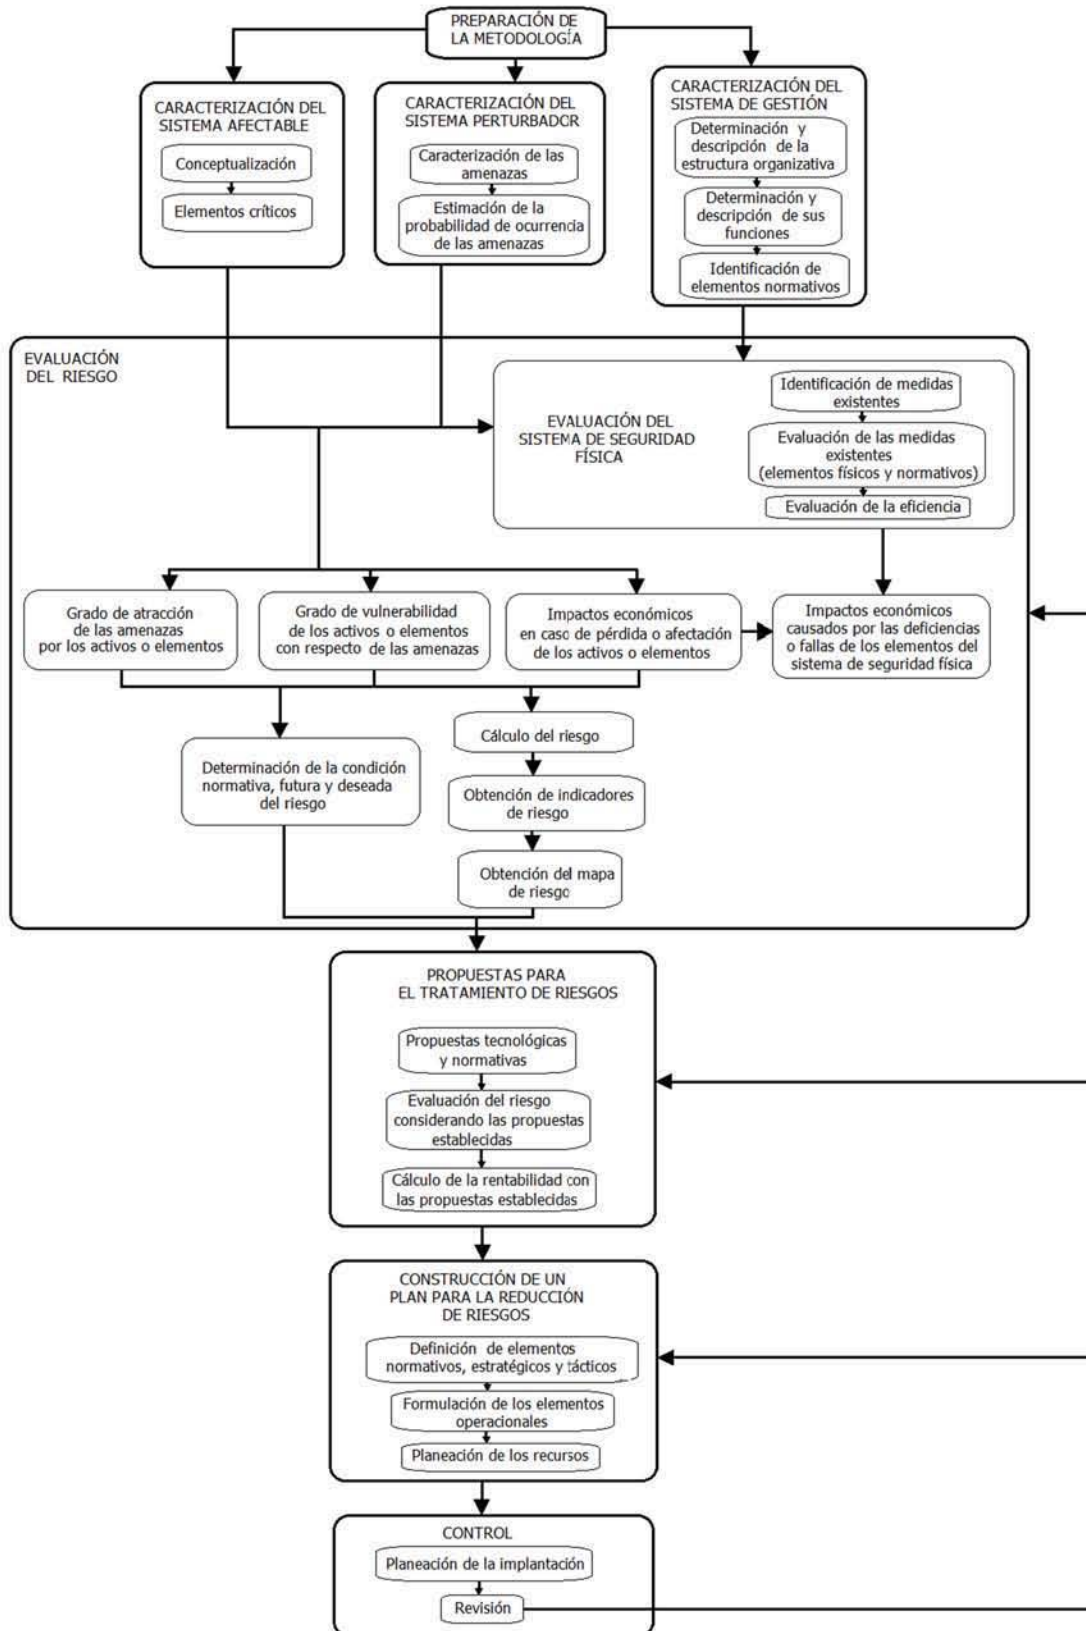 PREPARACIÓN DE
LA METODOLOGÍA
CARACTERIZACIÓN DEL
SISTEMA AFECTABLE
Conceptualización
Elementos críticos
CARACTERIZACIÓN DEL
SISTEMA PERTURBADOR
Caracterización de las
amenazas
Estimación de la
probabilidad de ocurrencia
de las amenazas
CARACTERIZACIÓN DEL
SISTEMA DE GESTIÓN
Determinación y
descripción de la
estructura organizativa
Determinación y
descripción de sus
funciones
Identificación de
elementos normativos
EVALUACIÓN
DEL RIESGO
EVALUACIÓN DEL
SISTEMA DE SEGURIDAD
FÍSICA
Identificación de medidas
existentes
Evaluación de las medidas
existentes
(elementos físicos y normativos)
Evaluación de la eficiencia
Grado de atracción
de las amenazas
por los activos o elementos
Grado de vulnerabilidad
de los activos o elementos
con respecto de las amenazas
Impactos económicos
en caso de pérdida o afectación
de los activos o elementos
Impactos económicos
causados por las deficiencias
o fallas de los elementos del
sistema de seguridad física
Determinación de la condición
normativa, futura y deseada
del riesgo
Cálculo del riesgo
Obtención de indicadores
de riesgo
Obtención del mapa
de riesgo
PROPUESTAS PARA
EL TRATAMIENTO DE RIESGOS
Propuestas tecnológicas
y normativas
Evaluación del riesgo
considerando las propuestas
establecidas
Cálculo de la rentabilidad con
las propuestas establecidas
CONSTRUCCIÓN DE UN
PLAN PARA LA REDUCCIÓN
DE RIESGOS
Definición de elementos
normativos, estratégicos y tácticos
Formulación de los elementos
operacionales
Planeación de los recursos
CONTROL
Planeación de la implantación
Revisión